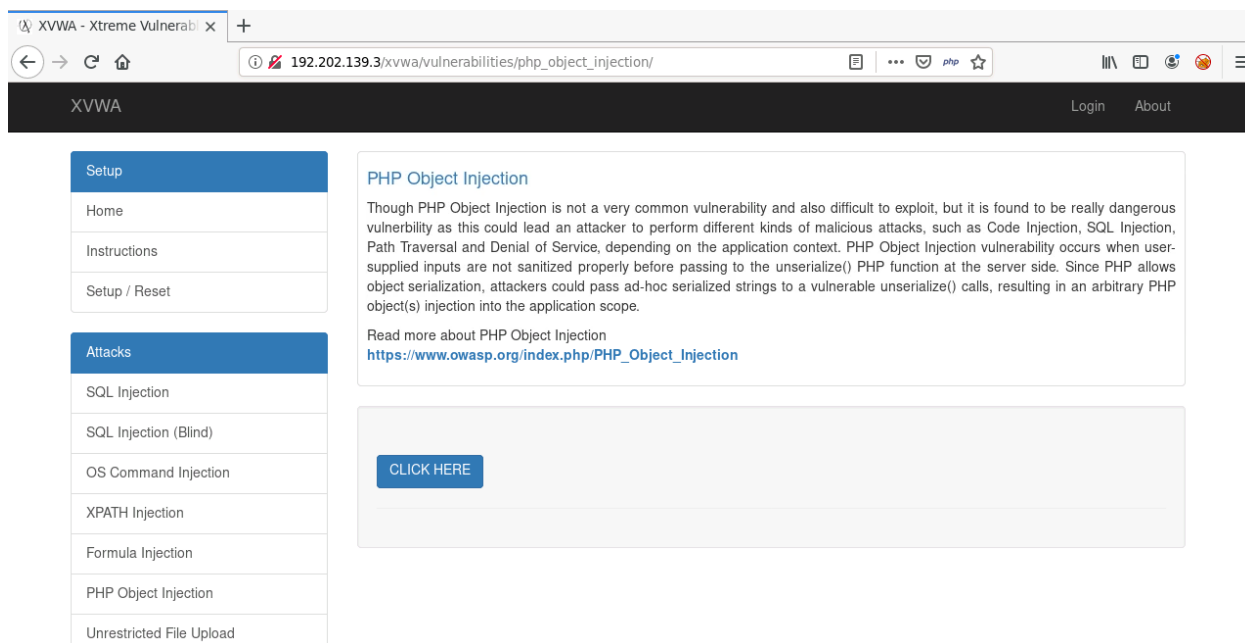 XVWA - Xtreme Vulnerabl
192.202.139.3/xvwa/vulnerabilities/php_object_injection/
php
XVWA
Login
About
Setup
Home
Instructions
Setup / Reset
Attacks
SQL Injection
SQL Injection (Blind)
OS Command Injection
XPATH Injection
Formula Injection
PHP Object Injection
Unrestricted File Upload
PHP Object Injection
Though PHP Object Injection is not a very common vulnerability and also difficult to exploit, but it is found to be really dangerous
vulnerbility as this could lead an attacker to perform different kinds of malicious attacks, such as Code Injection, SQL Injection,
Path Traversal and Denial of Service, depending on the application context. PHP Object Injection vulnerability occurs when user-
supplied inputs are not sanitized properly before passing to the unserialize() PHP function at the server side. Since PHP allows
object serialization, attackers could pass ad-hoc serialized strings to a vulnerable unserialize() calls, resulting in an arbitrary PHP
object(s) injection into the application scope.
Read more about PHP Object Injection
https://www.owasp.org/index.php/PHP_Object_Injection
CLICK HERE